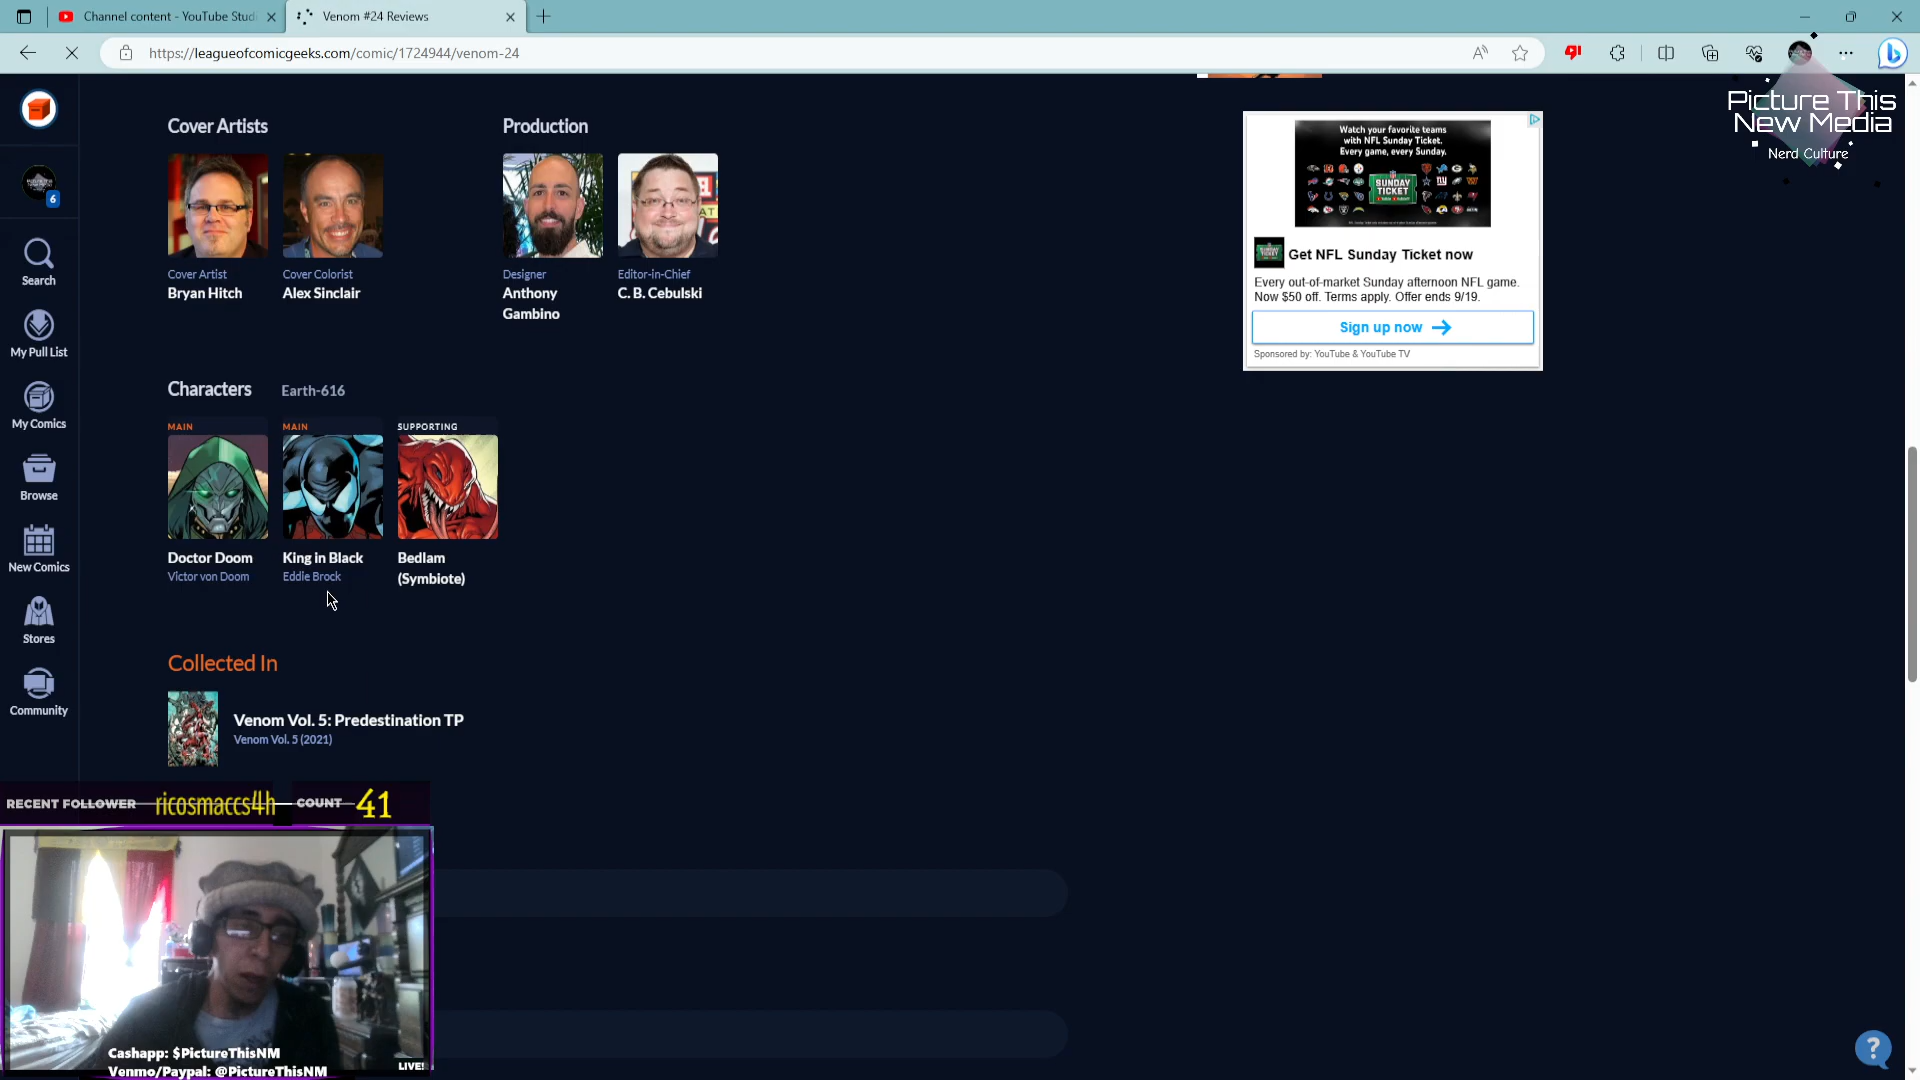 Channel content - YouTube Stud
Venom #24 Reviews
https://leagueofcomicgeeks.com/comic/1724944/venom-24
Picture This
New Media
Nerd Culture
6
Search
My Pull List
My Comics
Browse
New Comics
Stores
Community
Cover Artists
Production
Cover Artist
Bryan Hitch
Cover Colorist
Alex Sinclair
Designer
Anthony
Gambino
Editor-in-Chief
C. B. Cebulski
Characters
Earth-616
MAIN
Doctor Doom
Victor von Doom
MAIN
King in Black
Eddie Brock
SUPPORTING
Bedlam
(Symbiote)
Collected In
Venom Vol. 5: Predestination TP
Venom Vol. 5 (2021)
Watch your favorite teams
with NFL Sunday Ticket.
Every game, every Sunday.
SUNDAY
TICKET
Get NFL Sunday Ticket now
Every out-of-market Sunday afternoon NFL game.
Now $50 off. Terms apply. Offer ends 9/19.
Sign up now
Sponsored by: YouTube & YouTube TV
RECENT FOLLOWER
ricosmaccs4h
COUNT
41
Cashapp: $PictureThisNM
Venmo/Paypal: @PictureThisNM
LIVE!
?